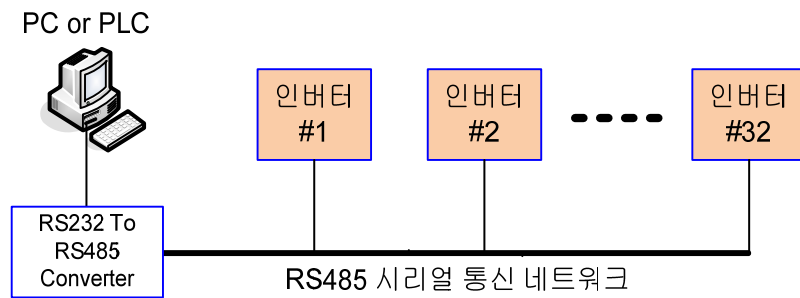 PC or PLC
인버터
#1
인버터
#2
인버터
#32
RS232 To
RS485
Converter
RS485 시리얼 통신 네트워크